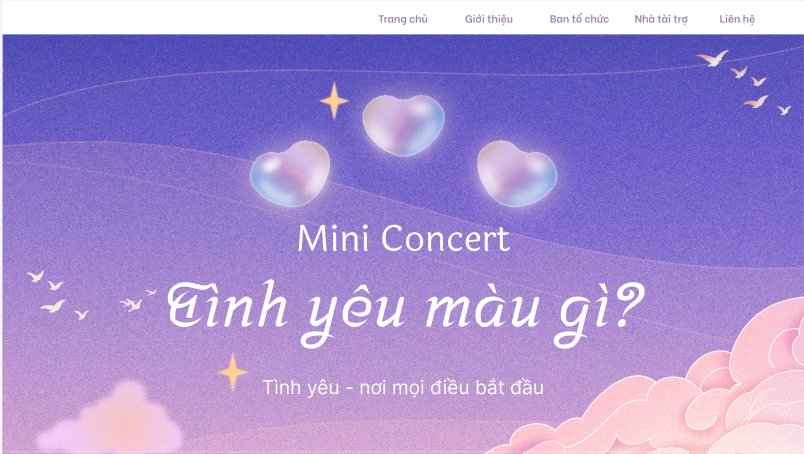 Trang chủ Giới thiệu Ban tổ chức Nhà tài trợ Liên hệ
Mini Concert
Tình yêu màu gì?
Tình yêu - nơi mọi điều bắt đầu